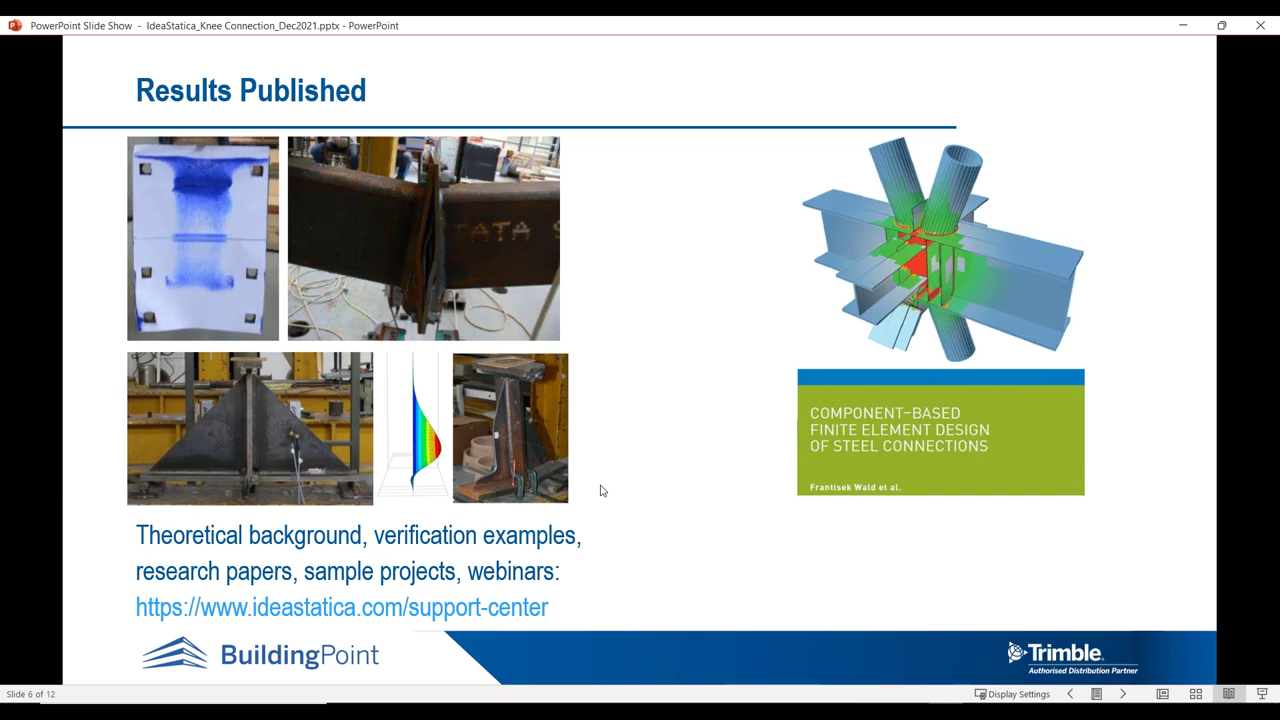 PowerPoint Slide Show - IdeaStatica_Knee Connection_Dec2021.pptx - PowerPoint
Results Published
TATA S
COMPONENT-BASED
FINITE ELEMENT DESIGN
OF STEEL CONNECTIONS
Frantisek Wald et al.
Theoretical background, verification examples,
research papers, sample projects, webinars:
https://www.ideastatica.com/support-center
BuildingPoint
Trimble
Authorised Distribution Partner
Slide 6 of 12
Display Settings